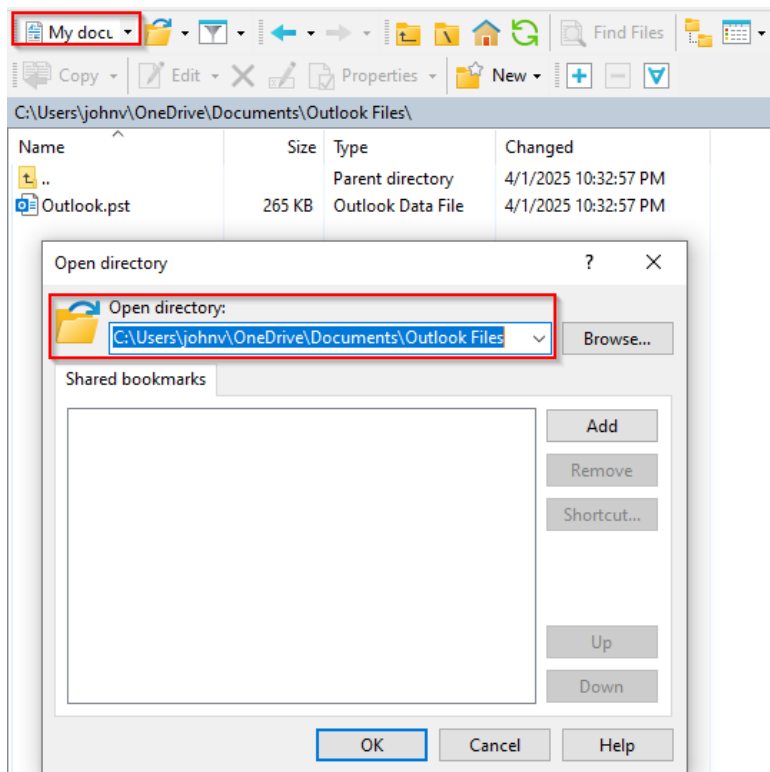 My docu
Find Files
Copy
Edit
Properties
New
C:\Users\johnv\OneDrive\Documents\Outlook Files\
Name Size Type Changed
.. Parent directory 4/1/2025 10:32:57 PM
Outlook.pst 265 KB Outlook Data File 4/1/2025 10:32:57 PM
Open directory ?
Open directory:
C:\Users\johnv\OneDrive\Documents\Outlook Files
Browse...
Shared bookmarks
Add
Remove
Shortcut...
Up
Down
OK Cancel Help